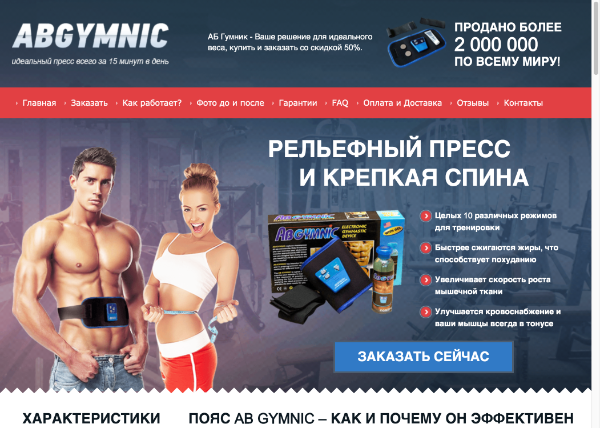 ABGYMNIC
идеальный пресс всего за 15 минут в день
АБ Гумник - Ваше решение для идеального
веса, купить и заказать со скидкой 50%.
ПРОДАНО БОЛЕЕ
2 000 000
ПО ВСЕМУ МИРУ!
Главная
Заказать
Как работает?
Фото до и после
Гарантии
FAQ
Оплата и Доставка
Отзывы
Контакты
РЕЛЬЕФНЫЙ ПРЕСС
И КРЕПКАЯ СПИНА
ELECTRONIC
GYMNASTIC
DEVICE
ABGYMNIC
Целых 10 различных режимов
для тренировки
Быстрее сжигаются жиры, что
способствует похуданию
Увеличивает скорость роста
мышечной ткани
Улучшается кровоснабжение и
ваши мышцы всегда в тонусе
ЗАКАЗАТЬ СЕЙЧАС
ХАРАКТЕРИСТИКИ
ПОЯС AB GYMNIC – КАК И ПОЧЕМУ ОН ЭФФЕКТИВЕН